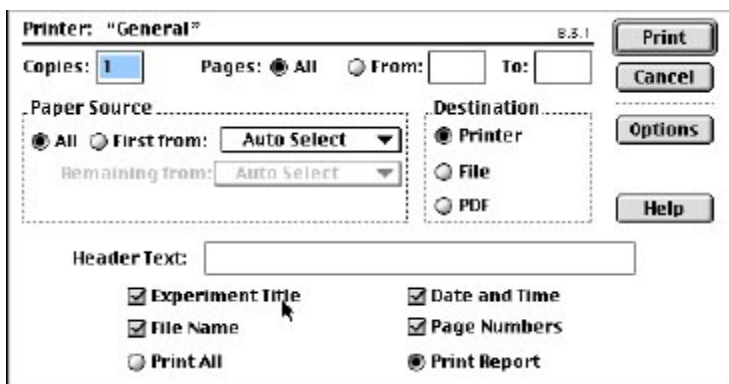 Printer: “General” 8.3.1 Print
Copies: 1 Pages: All From: To: Cancel
Paper Source Destination
All First from: Auto Select Printer Options
Remaining from: Auto Select File
PDF Help
Header Text:
Experiment Title Date and Time
File Name Page Numbers
Print All Print Report